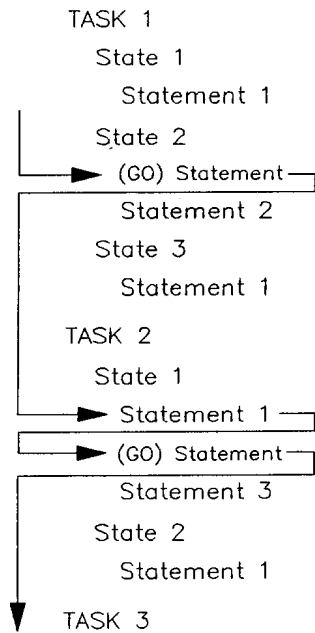 TASK 1
State 1
Statement 1
State 2
(GO) Statement
Statement 2
State 3
Statement 1
TASK 2
State 1
Statement 1
(GO) Statement
Statement 3
State 2
Statement 1
TASK 3